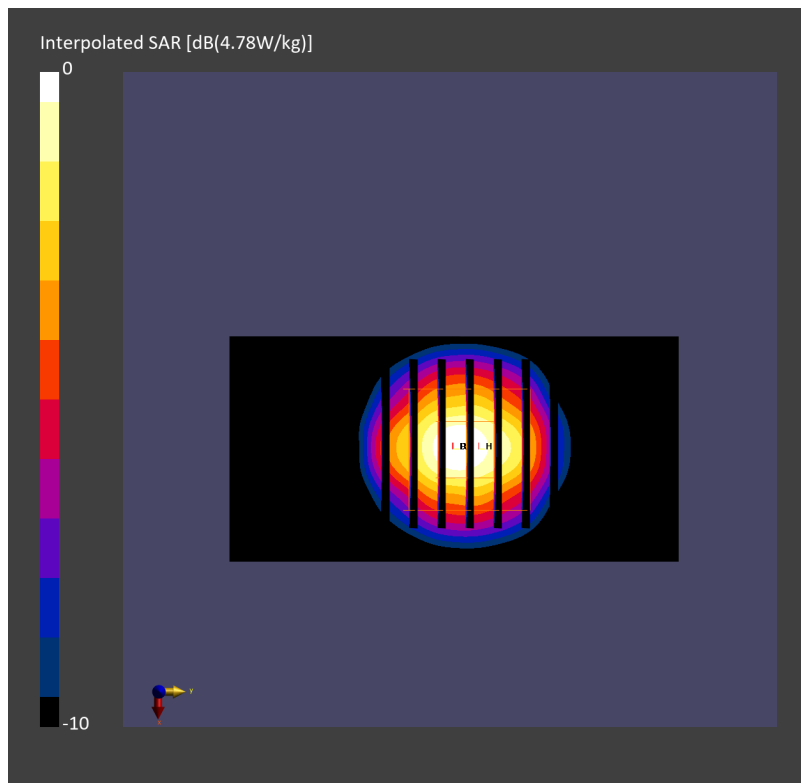 Interpolated SAR [dB(4.78W/kg)]
0
H
-10
y
x